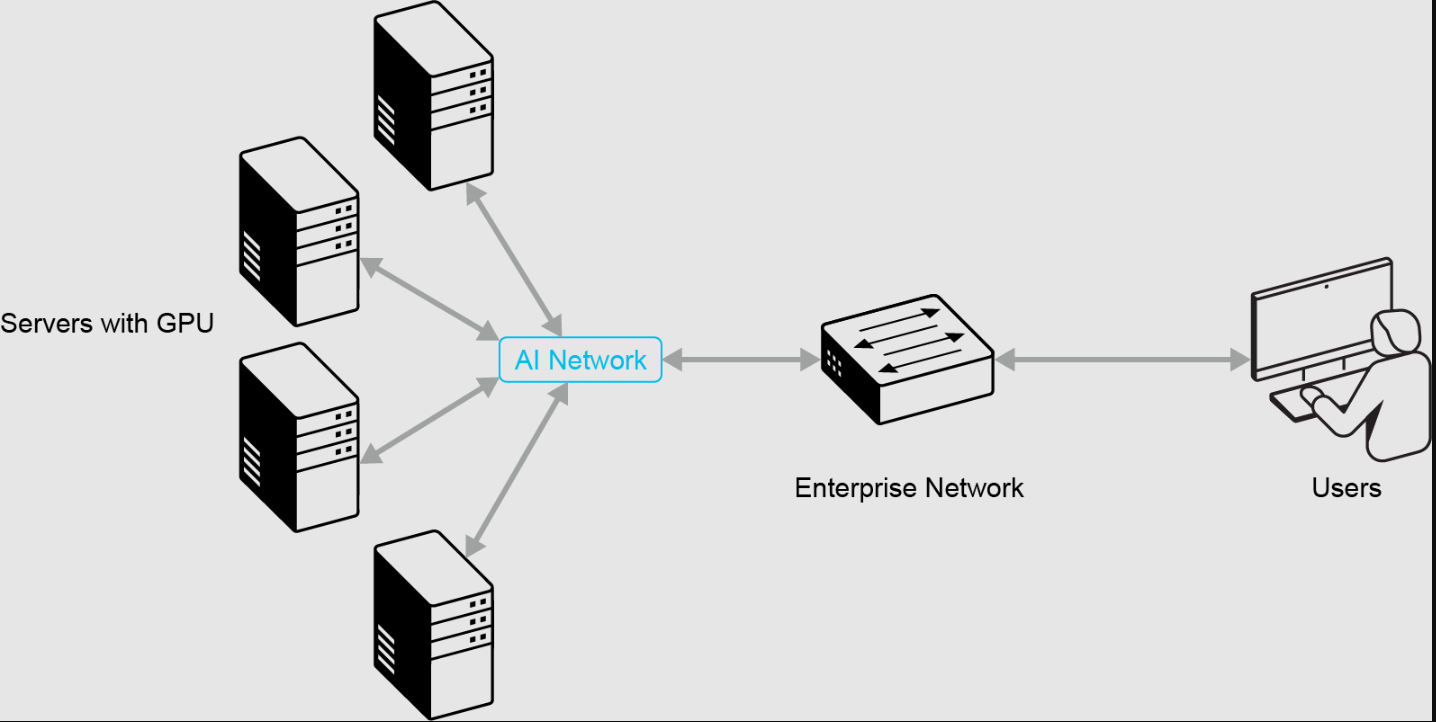 Servers with GPU
AI Network
Enterprise Network
Users